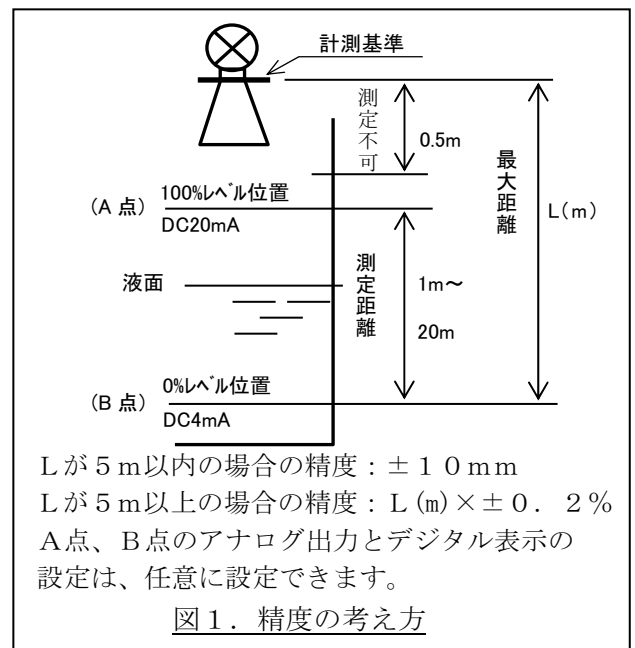 計測基準
測定不可
0.5m
最大距離
L(m)
(A 点)
100%ﾚﾍﾞﾙ位置
DC20mA
液面
測定距離
1m～
20m
(B 点)
0%ﾚﾍﾞﾙ位置
DC4mA
Lが5m以内の場合の精度：±10mm
Lが5m以上の場合の精度：L(m)×±0.2%
A点、B点のアナログ出力とデジタル表示の
設定は、任意に設定できます。
図1．精度の考え方